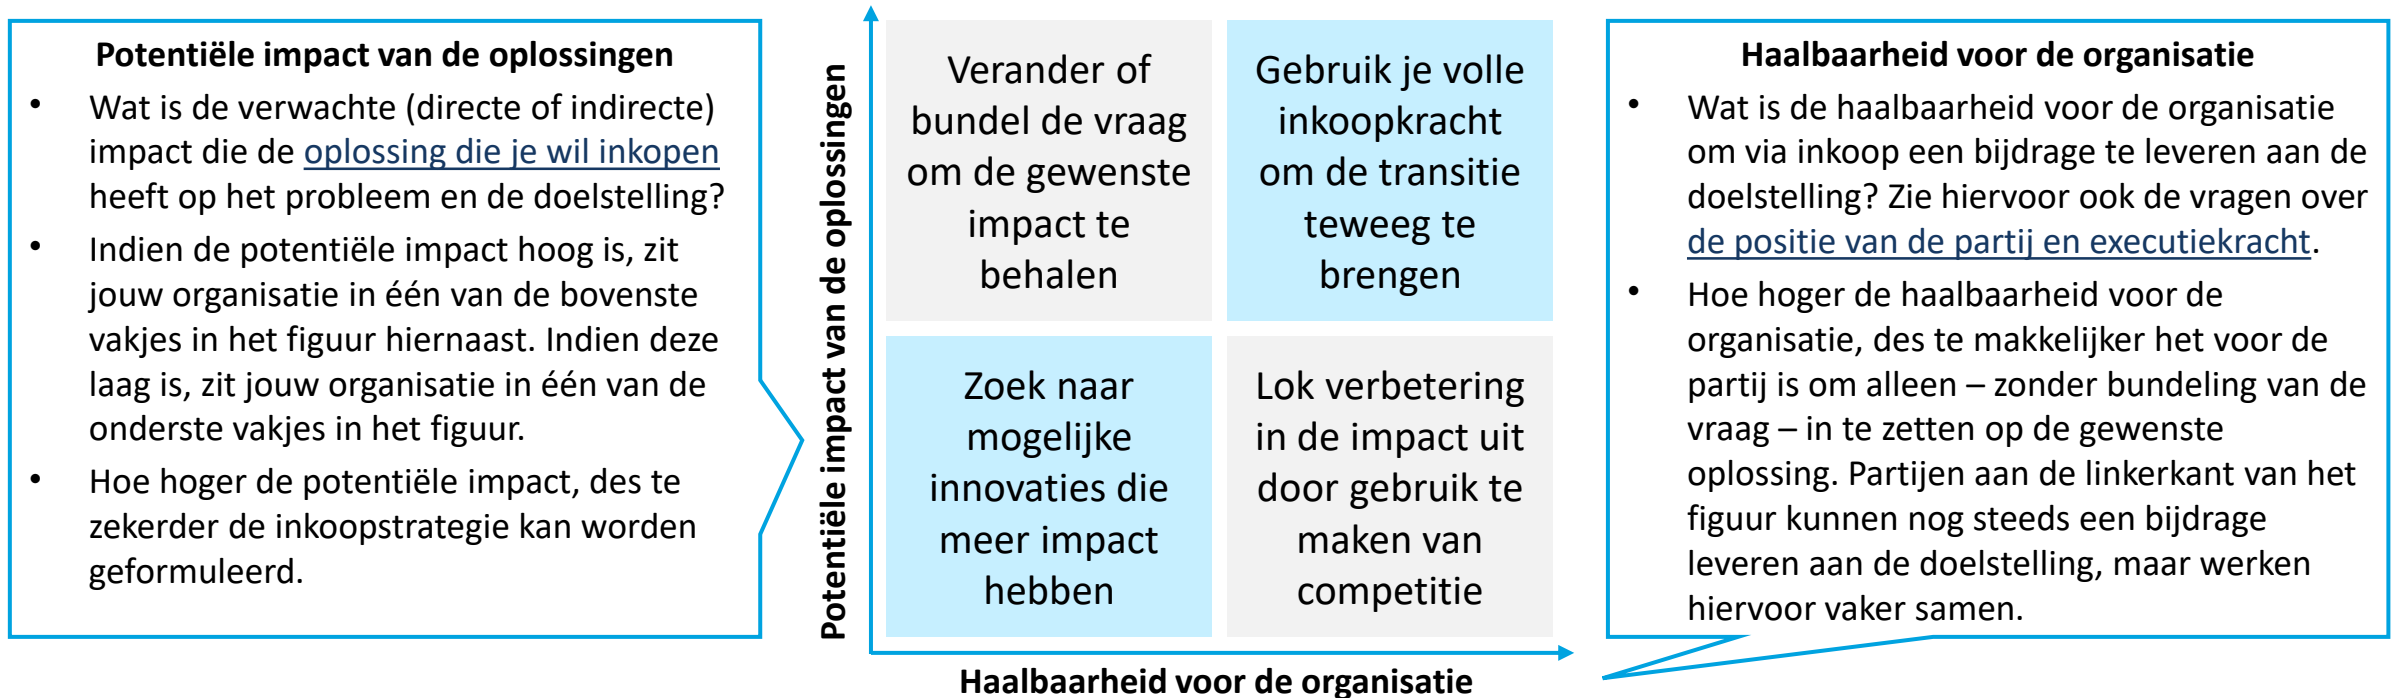 Potentiële impact van de oplossingen
• Wat is de verwachte (directe of indirecte)
impact die de oplossing die je wil inkopen
heeft op het probleem en de doelstelling?
• Indien de potentiële impact hoog is, zit
jouw organisatie in één van de bovenste
vakjes in het figuur hiernaast. Indien deze
laag is, zit jouw organisatie in één van de
onderste vakjes in het figuur.
• Hoe hoger de potentiële impact, des te
zekerder de inkoopstrategie kan worden
geformuleerd.
Potentiële impact van de oplossingen
Verander of
bundel de vraag
om de gewenste
impact te
behalen
Gebruik je volle
inkoopkracht
om de transitie
teweeg te
brengen
Zoek naar
mogelijke
innovaties die
meer impact
hebben
Lok verbetering
in de impact uit
door gebruik te
maken van
competitie
Haalbaarheid voor de organisatie
Haalbaarheid voor de organisatie
• Wat is de haalbaarheid voor de organisatie
om via inkoop een bijdrage te leveren aan de
doelstelling? Zie hiervoor ook de vragen over
de positie van de partij en executiekracht.
• Hoe hoger de haalbaarheid voor de
organisatie, des te makkelijker het voor de
partij is om alleen – zonder bundeling van de
vraag – in te zetten op de gewenste
oplossing. Partijen aan de linkerkant van het
figuur kunnen nog steeds een bijdrage
leveren aan de doelstelling, maar werken
hiervoor vaker samen.